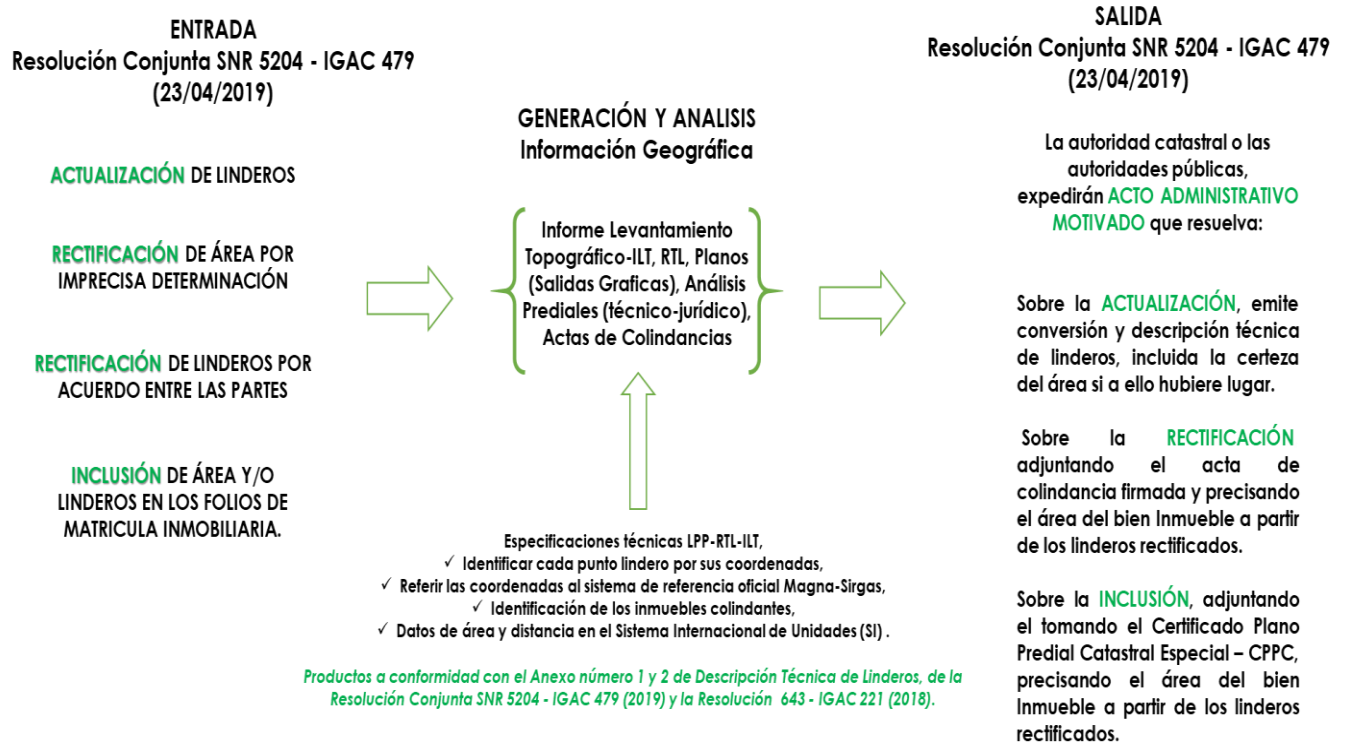 ENTRADA
Resolución Conjunta SNR 5204 - IGAC 479
(23/04/2019)
ACTUALIZACIÓN DE LINDEROS
RECTIFICACIÓN DE ÁREA POR
IMPRECISA DETERMINACIÓN
RECTIFICACIÓN DE LINDEROS POR
ACUERDO ENTRE LAS PARTES
INCLUSIÓN DE ÁREA Y/O
LINDEROS EN LOS FOLIOS DE
MATRICULA INMOBILIARIA.
GENERACIÓN Y ANALISIS
Información Geográfica
Informe Levantamiento
Topográfico-ILT, RTL, Planos
(Salidas Graficas), Análisis
Prediales (técnico-jurídico),
Actas de Colindancias
Especificaciones técnicas LPP-RTL-ILT,
✓ Identificar cada punto lindero por sus coordenadas,
✓ Referir las coordenadas al sistema de referencia oficial Magna-Sirgas,
✓ Identificación de los inmuebles colindantes,
✓ Datos de área y distancia en el Sistema Internacional de Unidades (SI) .
Productos a conformidad con el Anexo número 1 y 2 de Descripción Técnica de Linderos, de la
Resolución Conjunta SNR 5204 - IGAC 479 (2019) y la Resolución 643 - IGAC 221 (2018).
SALIDA
Resolución Conjunta SNR 5204 - IGAC 479
(23/04/2019)
La autoridad catastral o las
autoridades públicas,
expedirán ACTO ADMINISTRATIVO
MOTIVADO que resuelva:
Sobre la ACTUALIZACIÓN, emite
conversión y descripción técnica
de linderos, incluida la certeza
del área si a ello hubiere lugar.
Sobre la RECTIFICACIÓN
adjuntando el acta de
colindancia firmada y precisando
el área del bien Inmueble a partir
de los linderos rectificados.
Sobre la INCLUSIÓN, adjuntando
el tomando el Certificado Plano
Predial Catastral Especial – CPPC,
precisando el área del bien
Inmueble a partir de los linderos
rectificados.